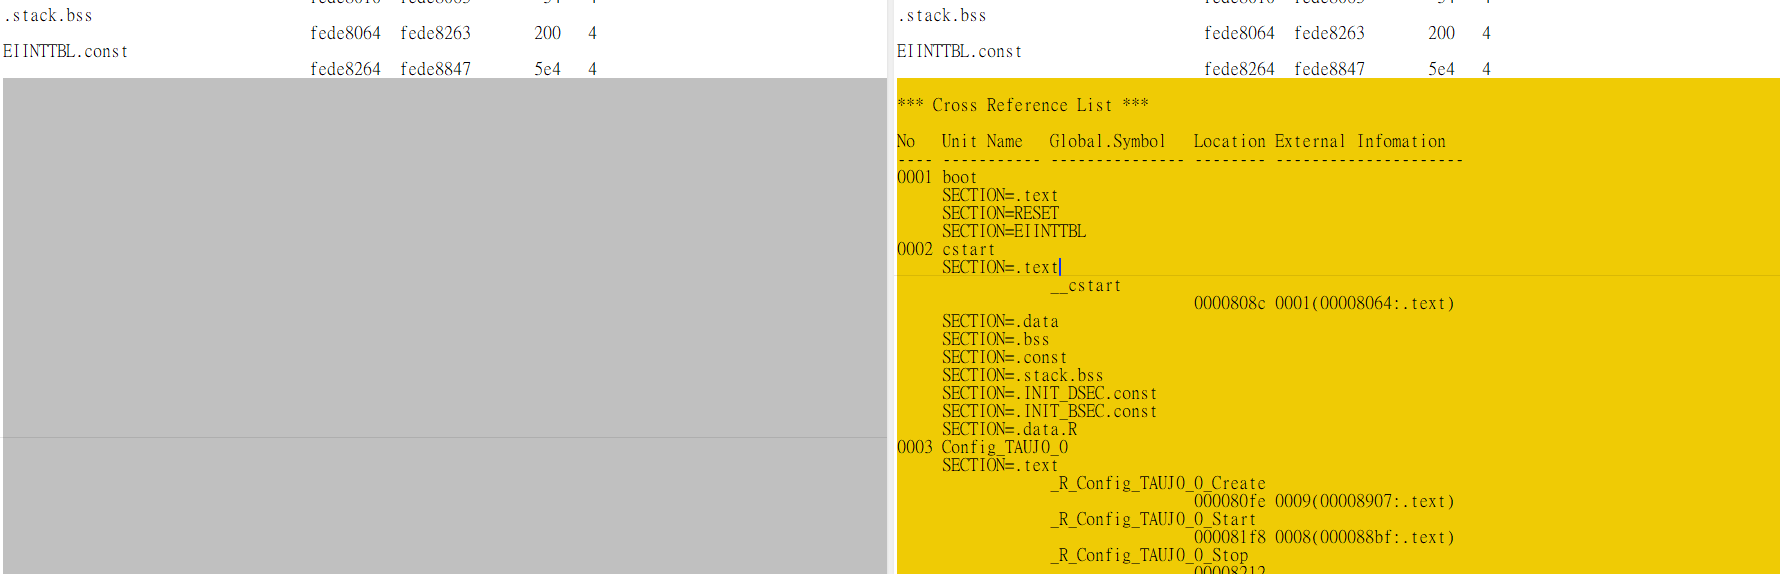 .stack.bss
fede8064 fede8263 200 4
EIINTTBL.const
fede8264 fede8847 5e4 4
.stack.bss
fede8064 fede8263 200 4
EIINTTBL.const
fede8264 fede8847 5e4 4
*** Cross Reference List ***
No Unit Name Global.Symbol Location External Infomation
---- ----------- --------------- -------- ---------------------
0001 boot
SECTION=.text
SECTION=RESET
SECTION=EIINTTBL
0002 cstart
SECTION=.text
__cstart
0000808c 0001(00008064:.text)
SECTION=.data
SECTION=.bss
SECTION=.const
SECTION=.stack.bss
SECTION=.INIT_DSEC.const
SECTION=.INIT_BSEC.const
SECTION=.data.R
0003 Config_TAUJ0_0
SECTION=.text
_R_Config_TAUJ0_0_Create
000080fe 0009(00008907:.text)
_R_Config_TAUJ0_0_Start
000081f8 0008(000088bf:.text)
_R_Config_TAUJ0_0_Stop